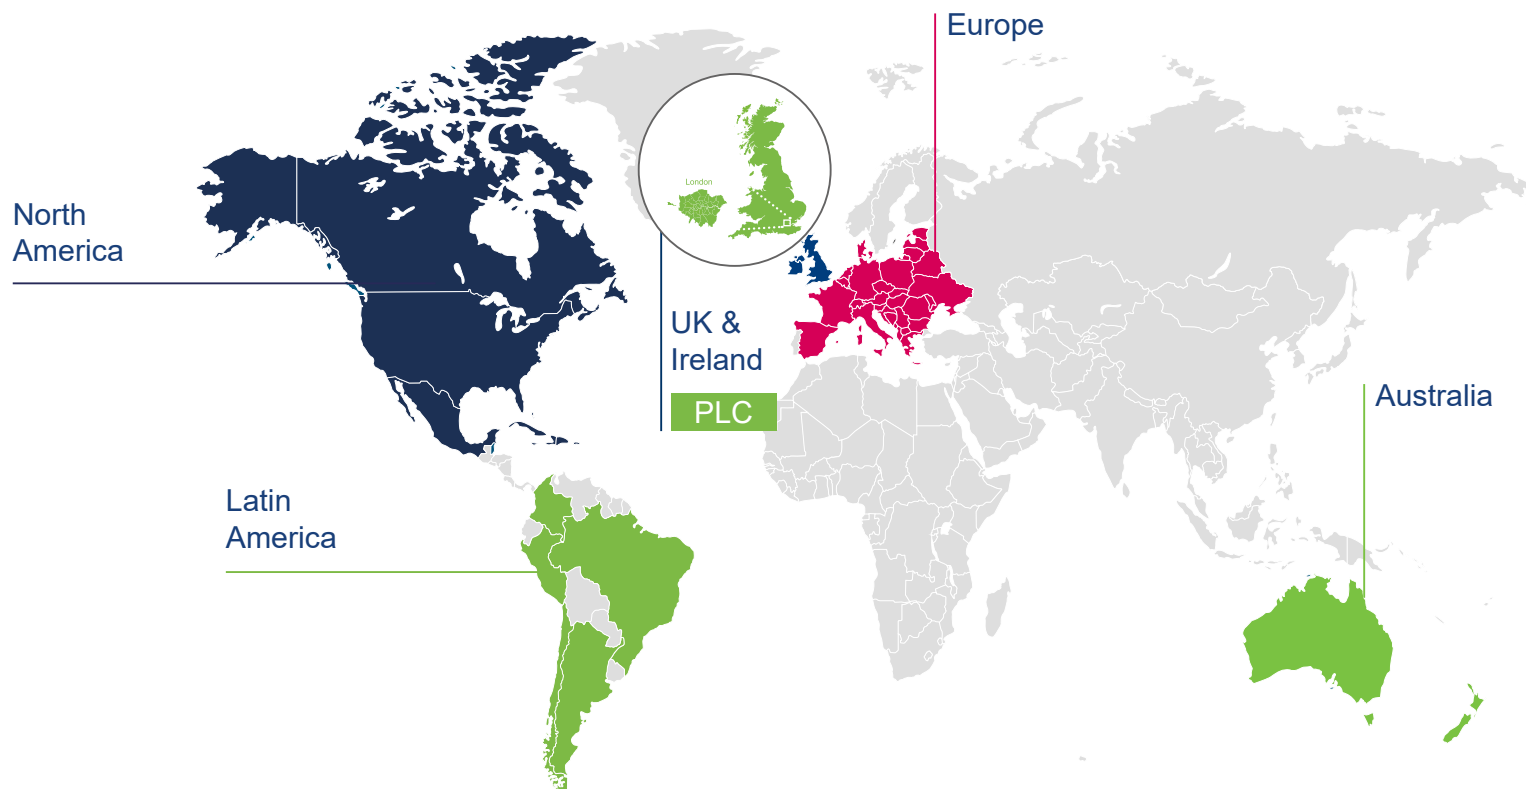 Europe
London
North
America
UK &
Ireland
PLC
Australia
Latin
America